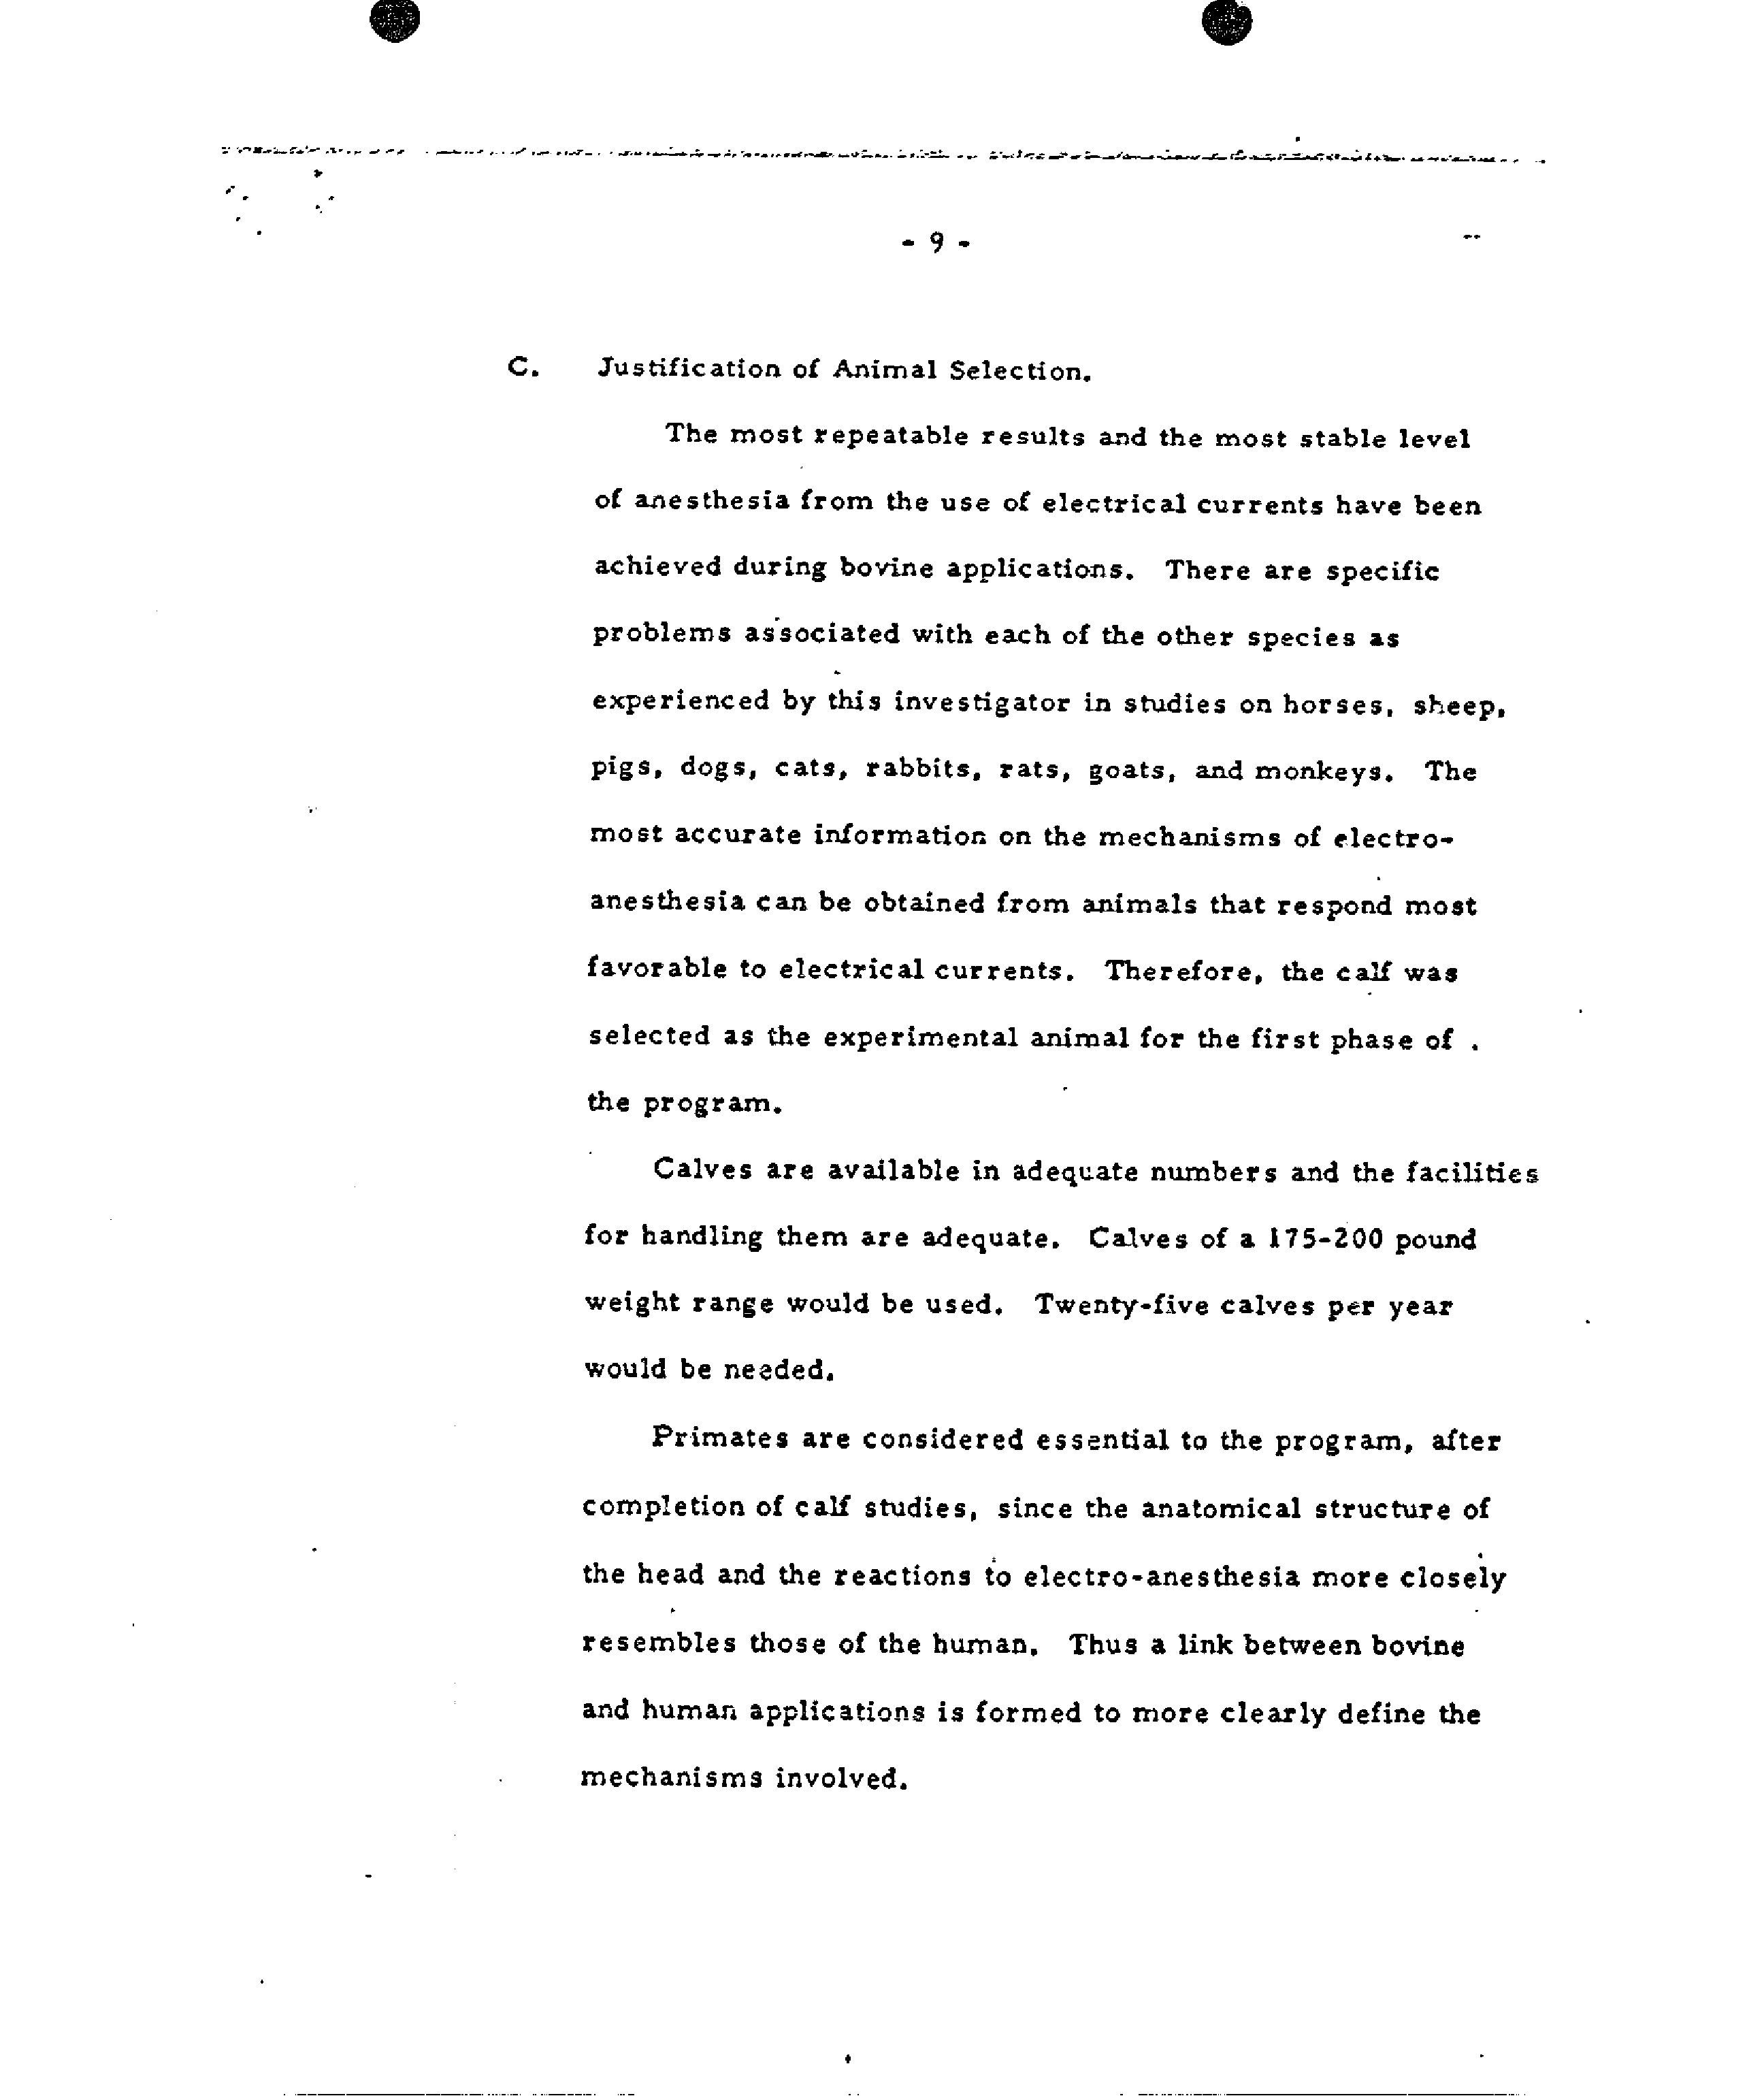 - 9 -
C. Justification of Animal Selection.
The most repeatable results and the most stable level
of anesthesia from the use of electrical currents have been
achieved during bovine applications. There are specific
problems associated with each of the other species as
experienced by this investigator in studies on horses, sheep,
pigs, dogs, cats, rabbits, rats, goats, and monkeys. The
most accurate information on the mechanisms of electro-
anesthesia can be obtained from animals that respond most
favorable to electrical currents. Therefore, the calf was
selected as the experimental animal for the first phase of
the program.
Calves are available in adequate numbers and the facilities
for handling them are adequate. Calves of a 175-200 pound
weight range would be used. Twenty-five calves per year
would be needed.
Primates are considered essential to the program, after
completion of calf studies, since the anatomical structure of
the head and the reactions to electro-anesthesia more closely
resembles those of the human. Thus a link between bovine
and human applications is formed to more clearly define the
mechanisms involved.